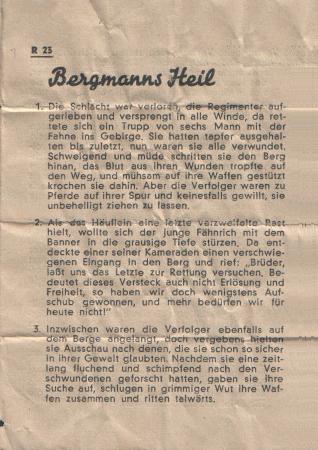 R 23
Bergmanns Heil
1. Die Schlacht war verloren, die Regimenter auf-
gerieben und versprengt in alle Winde, da ret-
tete sich ein Trupp von sechs Mann mit der
Fahne ins Gebirge. Sie hatten tapfer ausgehal-
ten bis zuletzt, nun waren sie alle verwundet.
Schweigend und müde schritten sie den Berg
hinan, das Blut aus ihren Wunden tropfte auf
den Weg, und mühsam auf ihre Waffen gestützt
krochen sie dahin. Aber die Verfolger waren zu
Pferde auf ihrer Spur und keinesfalls gewillt, sie
unbehelligt ziehen zu lassen.
2. Als das Häuflein eine letzte verzweifelte Rast
hielt, wollte sich der junge Fähnrich mit dem
Banner in die grausige Tiefe stürzen. Da ent-
deckte einer seiner Kameraden einen verschwie-
genen Eingang in den Berg und rief: „Brüder,
laßt uns das Letzte zur Rettung versuchen. Be-
deutet dieses Versteck auch nicht Erlösung und
Freiheit, so haben wir doch wenigstens Auf-
schub gewonnen, und mehr bedürfen wir für
heute nicht!"
3. Inzwischen waren die Verfolger ebenfalls auf
dem Berge angelangt, doch vergebens hielten
sie Ausschau nach denen, die sie schon so sicher
in ihrer Gewalt glaubten. Nachdem sie eine zeit-
lang fluchend und schimpfend nach den Ver-
schwundenen geforscht hatten, gaben sie ihre
Suche auf, schlugen in grimmiger Wut ihre Waf-
fen zusammen und ritten talwärts.